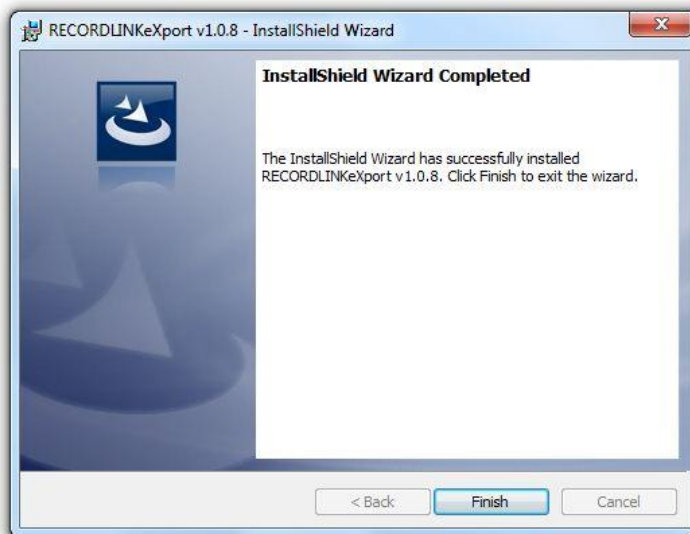 RECORDLINKeXport v1.0.8 - InstallShield Wizard
InstallShield Wizard Completed
The InstallShield Wizard has successfully installed
RECORDLINKeXport v1.0.8. Click Finish to exit the wizard.
< Back
Finish
Cancel